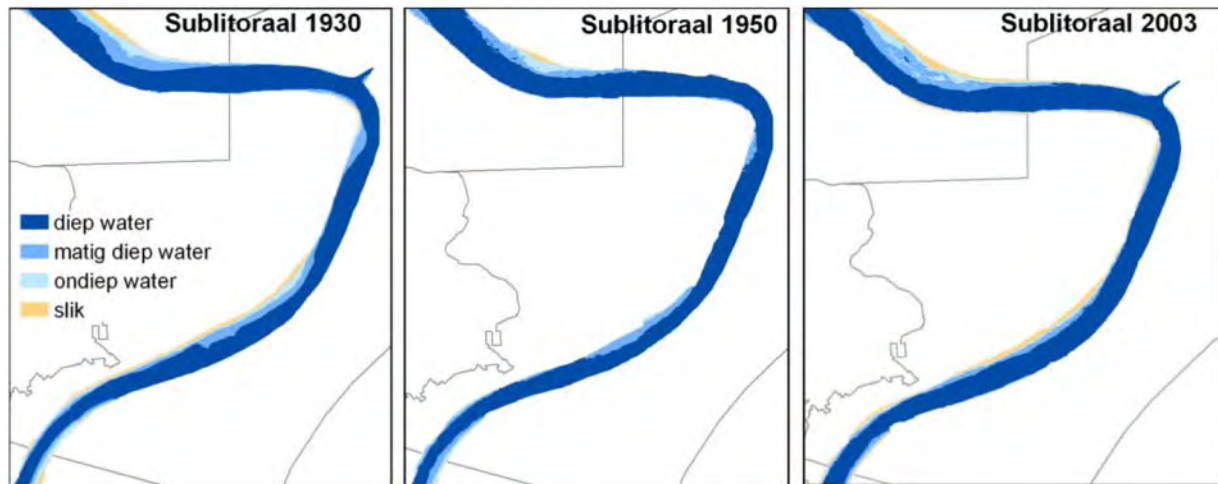 Sublitoraal 1930
Sublitoraal 1950
Sublitoraal 2003
diep water
matig diep water
ondiep water
slik